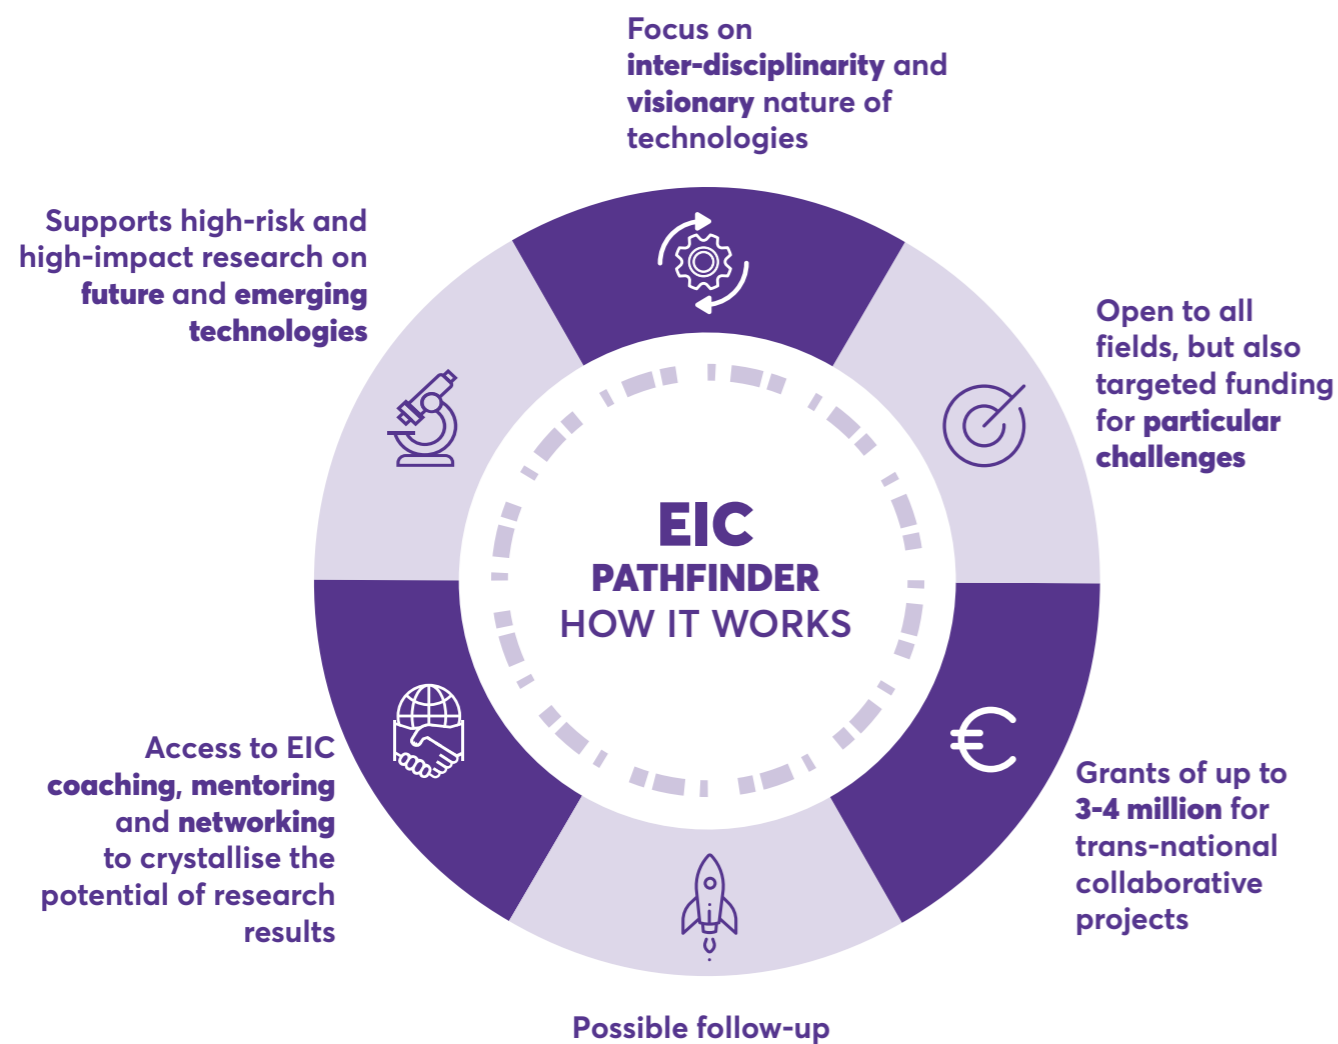 Focus on
inter-disciplinarity and
visionary nature of
technologies
Supports high-risk and
high-impact research on
future and emerging
technologies
Open to all
fields, but also
targeted funding
for particular
challenges
EIC
PATHFINDER
HOW IT WORKS
Access to EIC
coaching, mentoring
and networking
to crystallise the
potential of research
results
€
Grants of up to
3-4 million for
trans-national
collaborative
projects
Possible follow-up